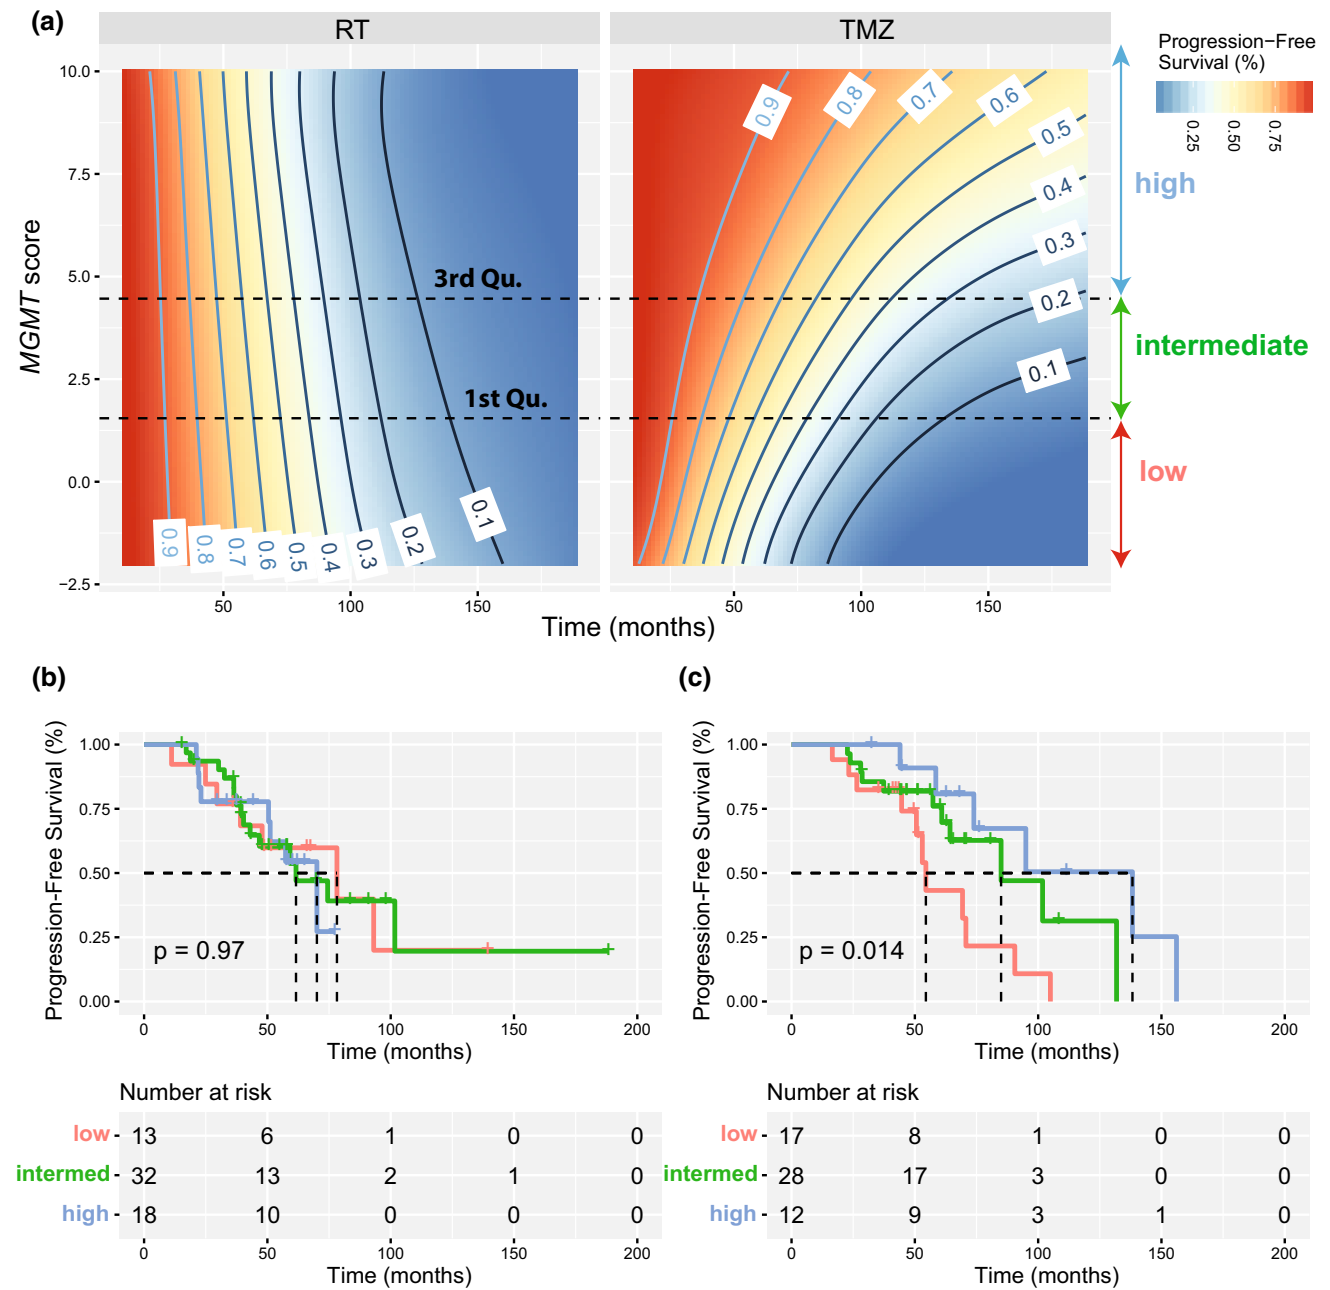 (a)
RT
TMZ
Progression−Free
Survival (%)
0.25
0.50
0.75
10.0
7.5
5.0
2.5
0.0
−2.5
MGMT score
3rd Qu.
1st Qu.
0.9
0.8
0.7
0.6
0.5
0.4
0.3
0.2
0.1
0.9
0.8
0.7
0.6
0.5
0.4
0.3
0.2
0.1
high
intermediate
low
50
100
150
50
100
150
Time (months)
(b)
Progression-Free Survival (%)
1.00
0.75
0.50
0.25
0.00
p = 0.97
0
50
100
150
200
Time (months)
Number at risk
low 13 6 1 0 0
intermed 32 13 2 1 0
high 18 10 0 0 0
0
50
100
150
200
Time (months)
(c)
Progression-Free Survival (%)
1.00
0.75
0.50
0.25
0.00
p = 0.014
0
50
100
150
200
Time (months)
Number at risk
low 17 8 1 0 0
intermed 28 17 3 0 0
high 12 9 3 1 0
0
50
100
150
200
Time (months)